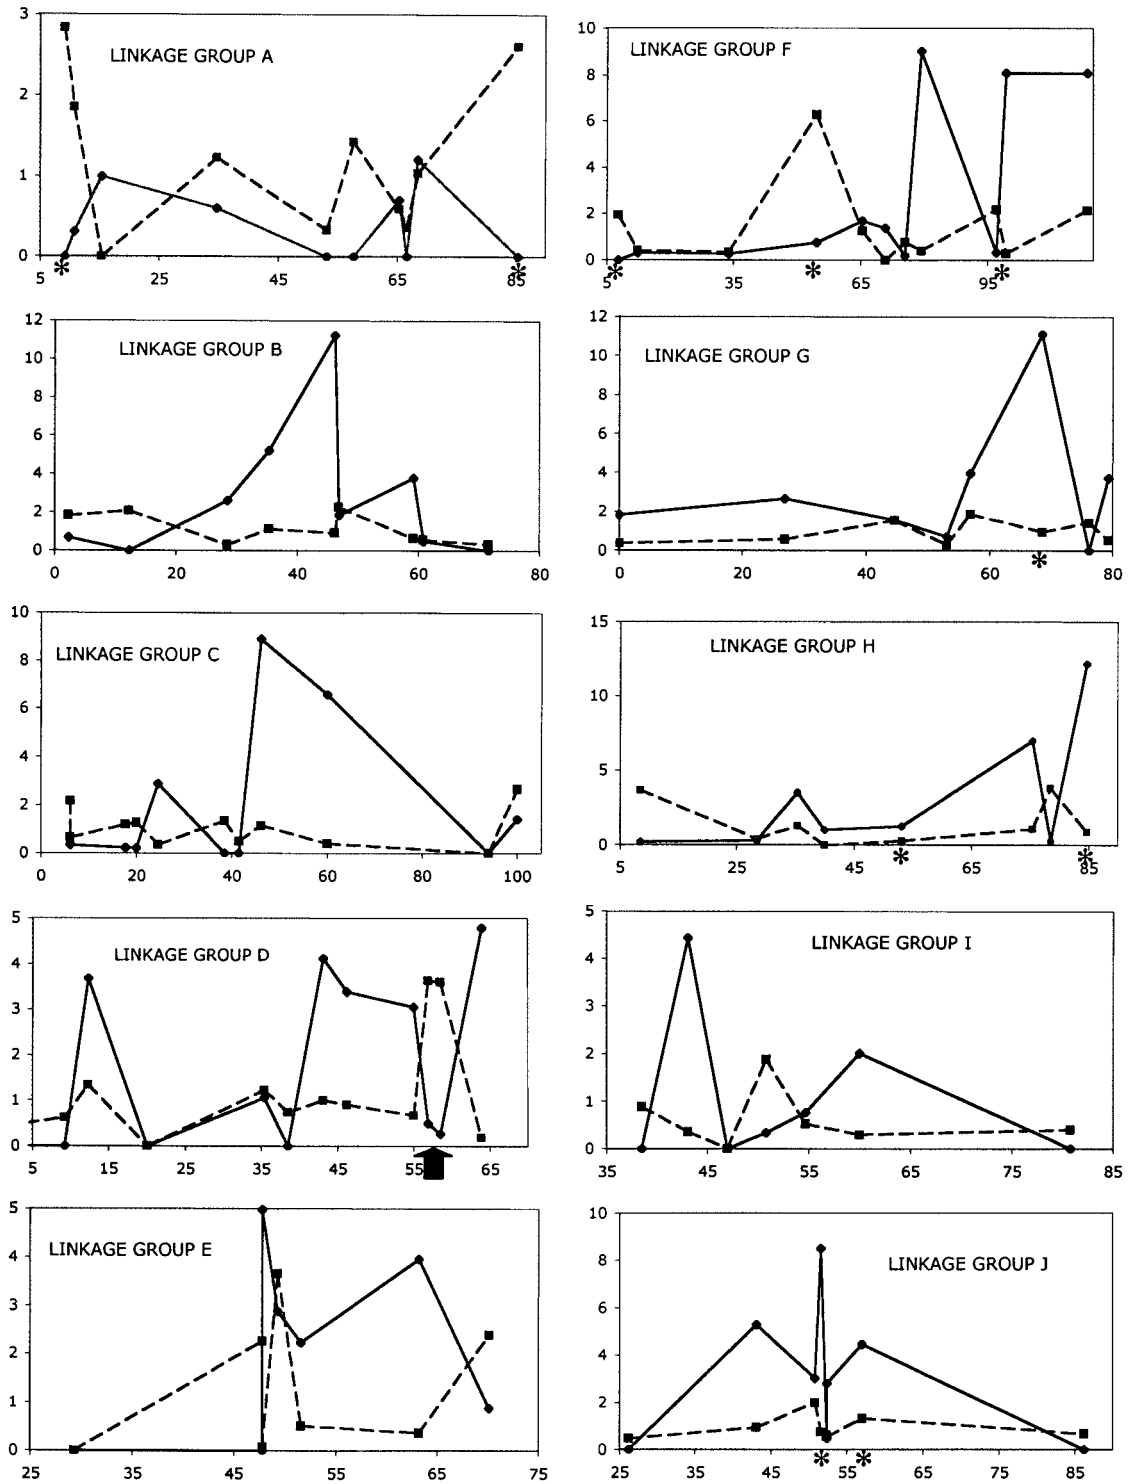 LINKAGE GROUP A
3
2
1
0
5 25 45 65 85
* *
LINKAGE GROUP F
10
8
6
4
2
0
5 35 65 95
* * *
LINKAGE GROUP B
12
10
8
6
4
2
0
0 20 40 60 80
LINKAGE GROUP G
12
10
8
6
4
2
0
0 20 40 60 80
*
LINKAGE GROUP C
10
8
6
4
2
0
0 20 40 60 80 100
LINKAGE GROUP H
15
10
5
0
5 25 45 65 85
* *
LINKAGE GROUP D
5
4
3
2
1
0
5 15 25 35 45 55 65
LINKAGE GROUP I
5
4
3
2
1
0
35 45 55 65 75 85
LINKAGE GROUP E
5
4
3
2
1
0
25 35 45 55 65 75
LINKAGE GROUP J
10
8
6
4
2
0
25 35 45 55 65 75 85
* *